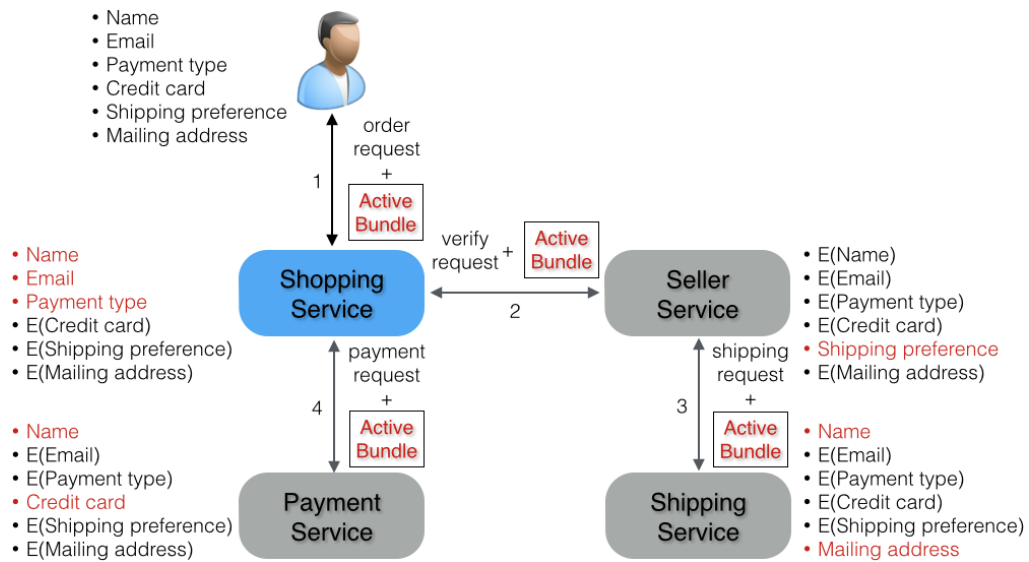 • Name
• Email
• Payment type
• Credit card
• Shipping preference
• Mailing address
order
request
+
1
Active
Bundle
verify
request
+
Active
Bundle
2
• Name
• Email
• Payment type
• E(Credit card)
• E(Shipping preference)
• E(Mailing address)
Shopping
Service
Seller
Service
• E(Name)
• E(Email)
• E(Payment type)
• E(Credit card)
• Shipping preference
• E(Mailing address)
payment
request
+
4
Active
Bundle
shipping
request
+
3
Active
Bundle
• Name
• E(Email)
• E(Payment type)
• Credit card
• E(Shipping preference)
• E(Mailing address)
Payment
Service
Shipping
Service
• Name
• E(Email)
• E(Payment type)
• E(Credit card)
• E(Shipping preference)
• Mailing address